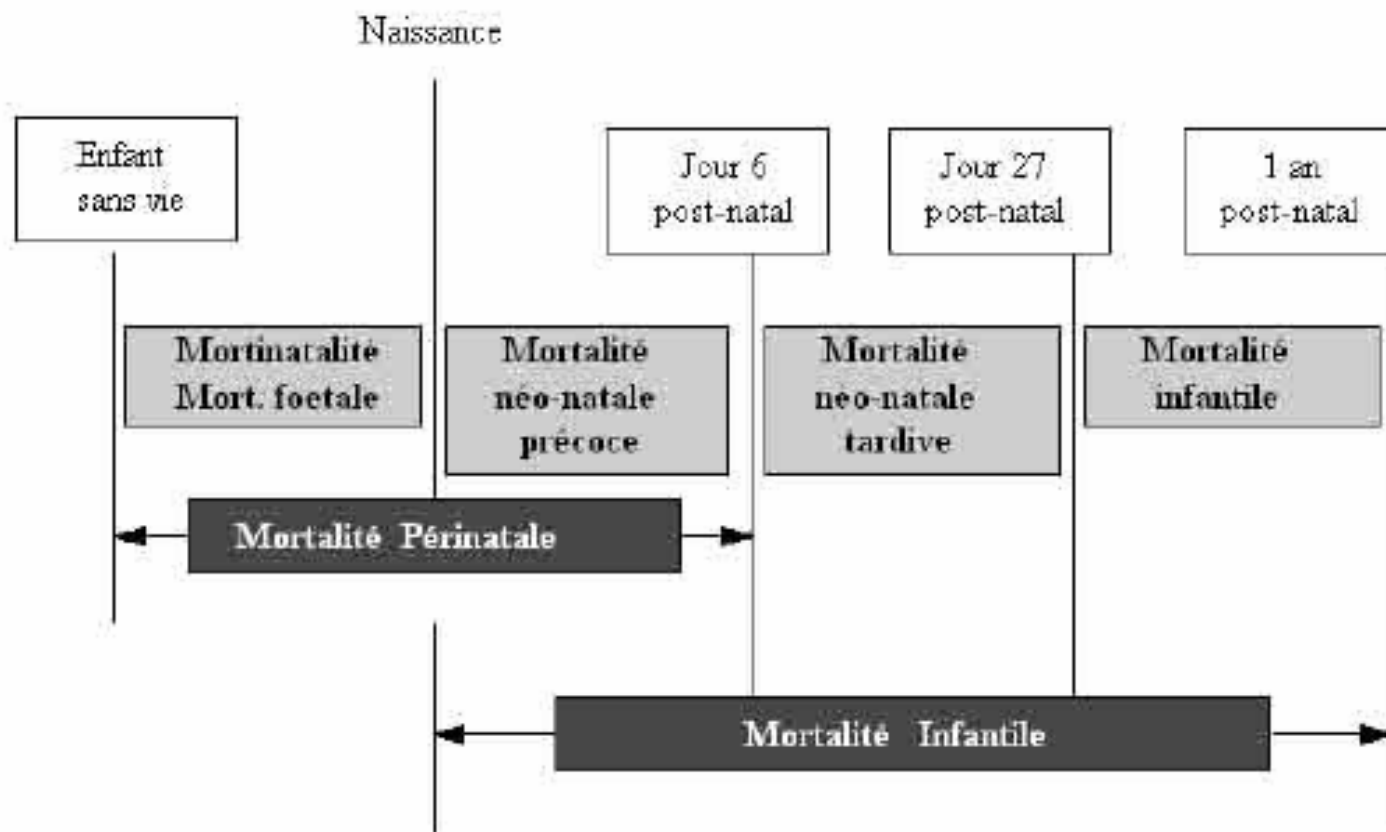 Naissance
Enfant
sans vie
Jour 6
post-natal
Jour 27
post-natal
1 an
post-natal
Mortinatalité
Mort. foetale
Mortalité
néo-natale
précoce
Mortalité
néo-natale
tardive
Mortalité
infantile
Mortalité Périnatale
Mortalité Infantile